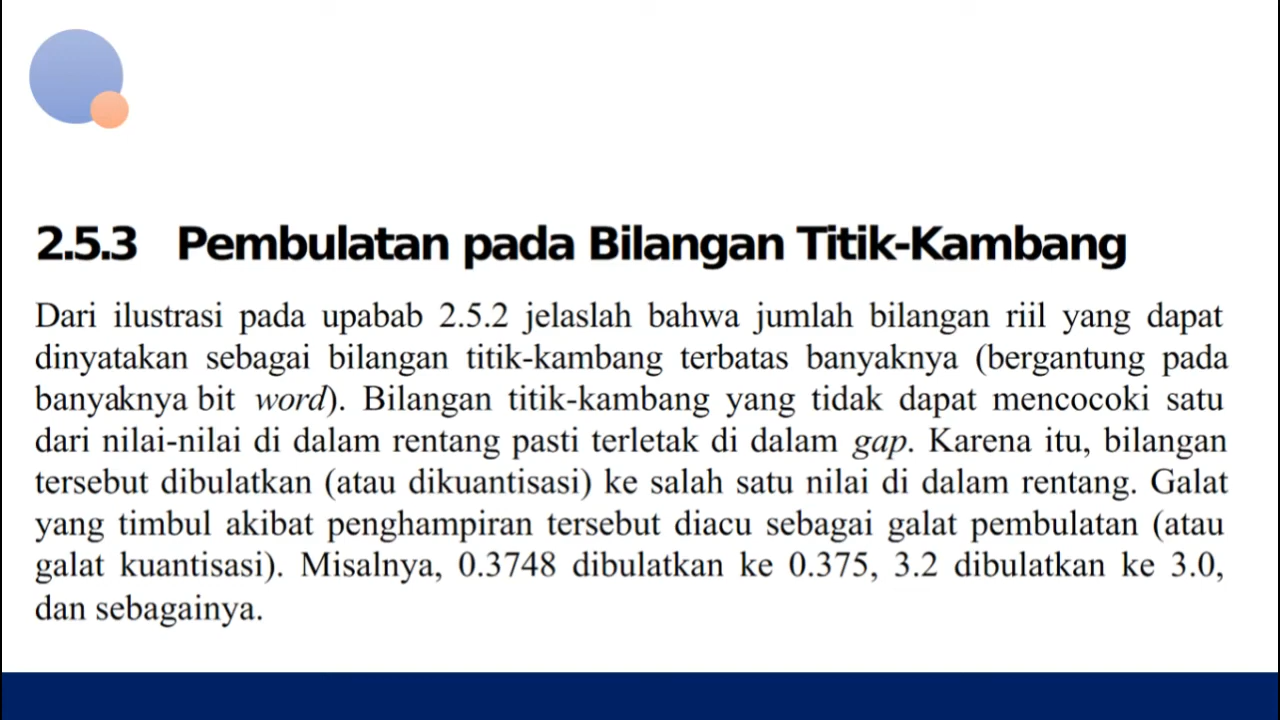 2.5.3 Pembulatan pada Bilangan Titik-Kambang
Dari ilustrasi pada upabab 2.5.2 jelaslah bahwa jumlah bilangan riil yang dapat
dinyatakan sebagai bilangan titik-kambang terbatas banyaknya (bergantung pada
banyaknya bit word). Bilangan titik-kambang yang tidak dapat mencocoki satu
dari nilai-nilai di dalam rentang pasti terletak di dalam gap. Karena itu, bilangan
tersebut dibulatkan (atau dikuantisasi) ke salah satu nilai di dalam rentang. Galat
yang timbul akibat penghampiran tersebut diacu sebagai galat pembulatan (atau
galat kuantisasi). Misalnya, 0.3748 dibulatkan ke 0.375, 3.2 dibulatkan ke 3.0,
dan sebagainya.